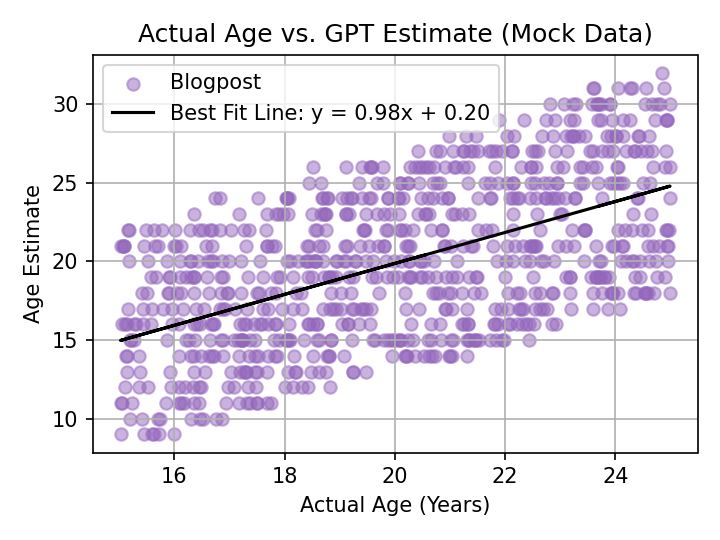 Actual Age vs. GPT Estimate (Mock Data)
Blogpost
Best Fit Line: y = 0.98x + 0.20
30
25
20
15
10
Age Estimate
16 18 20 22 24
Actual Age (Years)